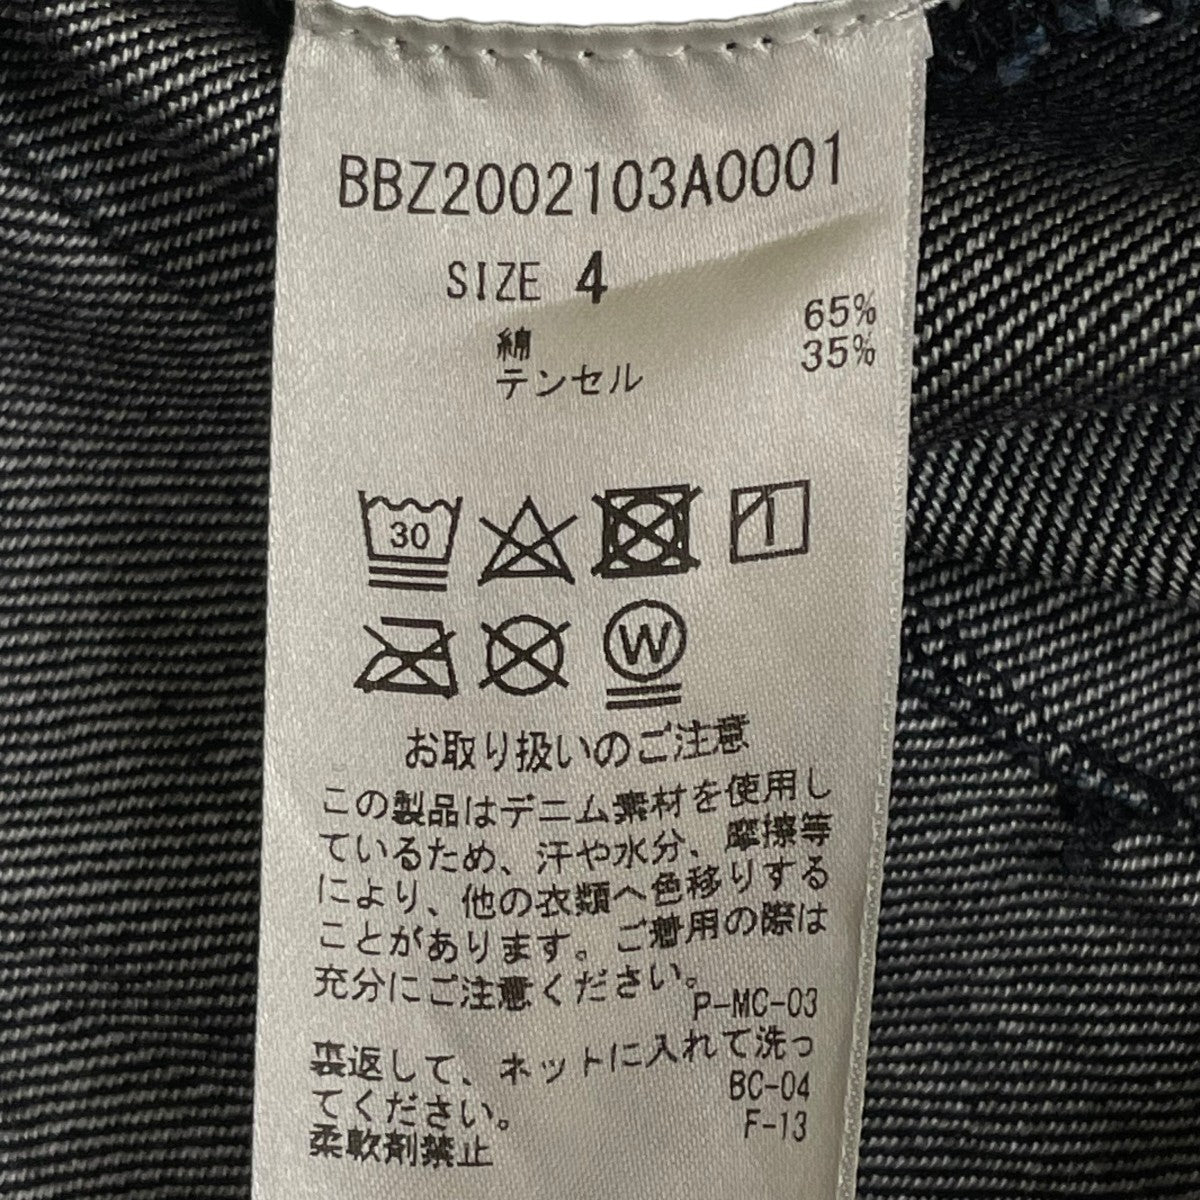 BBZ2002103A0001
SIZE 4
綿 65%
テンセル 35%
30
W
お取り扱いのご注意
この製品はデニム素材を使用し
ているため、汗や水分、摩擦等
により、他の衣類へ色移りする
ことがあります。ご着用の際は
充分にご注意ください。
P-MC-03
裏返して、ネットに入れて洗っ
てください。
BC-04
柔軟剤禁止
F-13